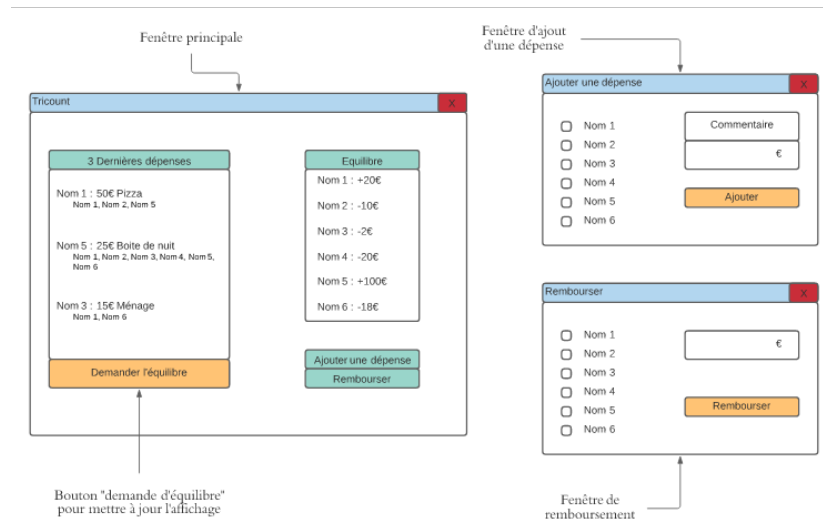 Fenêtre principale
Tricount
X
3 Dernières dépenses
Nom 1 : 50€ Pizza
Nom 1, Nom 2, Nom 5
Nom 5 : 25€ Boite de nuit
Nom 1, Nom 2, Nom 3, Nom 4, Nom 5,
Nom 6
Nom 3 : 15€ Ménage
Nom 1, Nom 6
Demander l'équilibre
Equilibre
Nom 1 : +20€
Nom 2 : -10€
Nom 3 : -2€
Nom 4 : -20€
Nom 5 : +100€
Nom 6 : -18€
Ajouter une dépense
Rembourser
Bouton "demande d'équilibre"
pour mettre à jour l'affichage
Fenêtre d'ajout
d'une dépense
Ajouter une dépense
X
Nom 1
Nom 2
Nom 3
Nom 4
Nom 5
Nom 6
Commentaire
€
Ajouter
Rembourser
X
Nom 1
Nom 2
Nom 3
Nom 4
Nom 5
Nom 6
€
Rembourser
Fenêtre de
remboursement